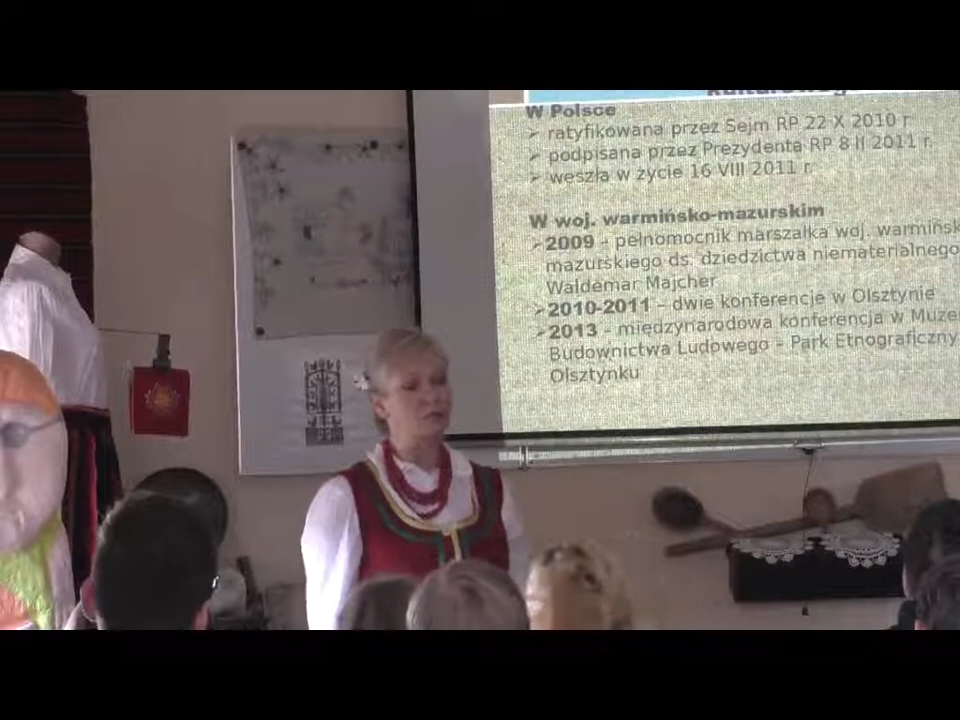 W Polsce
➢ ratyfikowana przez Sejm RP 22 X 2010 r.
➢ podpisana przez Prezydenta RP 8 II 2011 r.
➢ weszła w życie 16 VIII 2011 r.
W woj. warmińsko-mazurskim
➢ 2009 – pełnomocnik marszałka woj. warmińsk
mazurskiego ds. dziedzictwa niematerialnego
Waldemar Majcher
➢ 2010-2011 – dwie konferencje w Olsztynie
➢ 2013 – międzynarodowa konferencja w Muze
Budownictwa Ludowego – Park Etnograficzny
Olsztynku